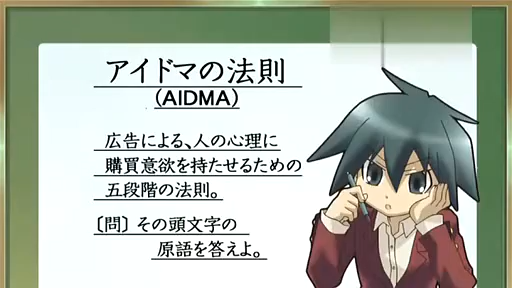 アイドマの法則
(AIDMA)
広告による、人の心理に
購買意欲を持たせるための
五段階の法則。
〔問〕その頭文字の
原語を答えよ。